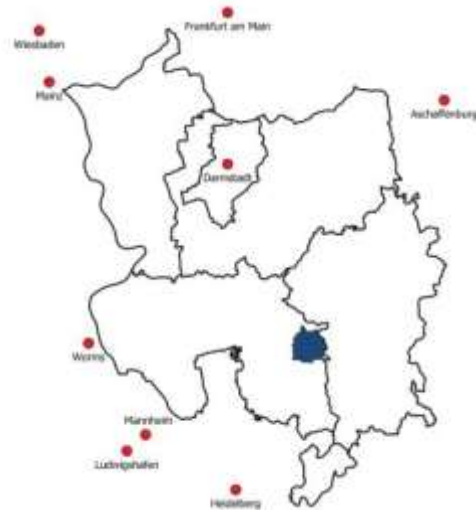 Frankfurt am Main
Wiesbaden
Mainz
Aschaffenburg
Darmstadt
Worms
Mannheim
Ludwigshafen
Heidelberg